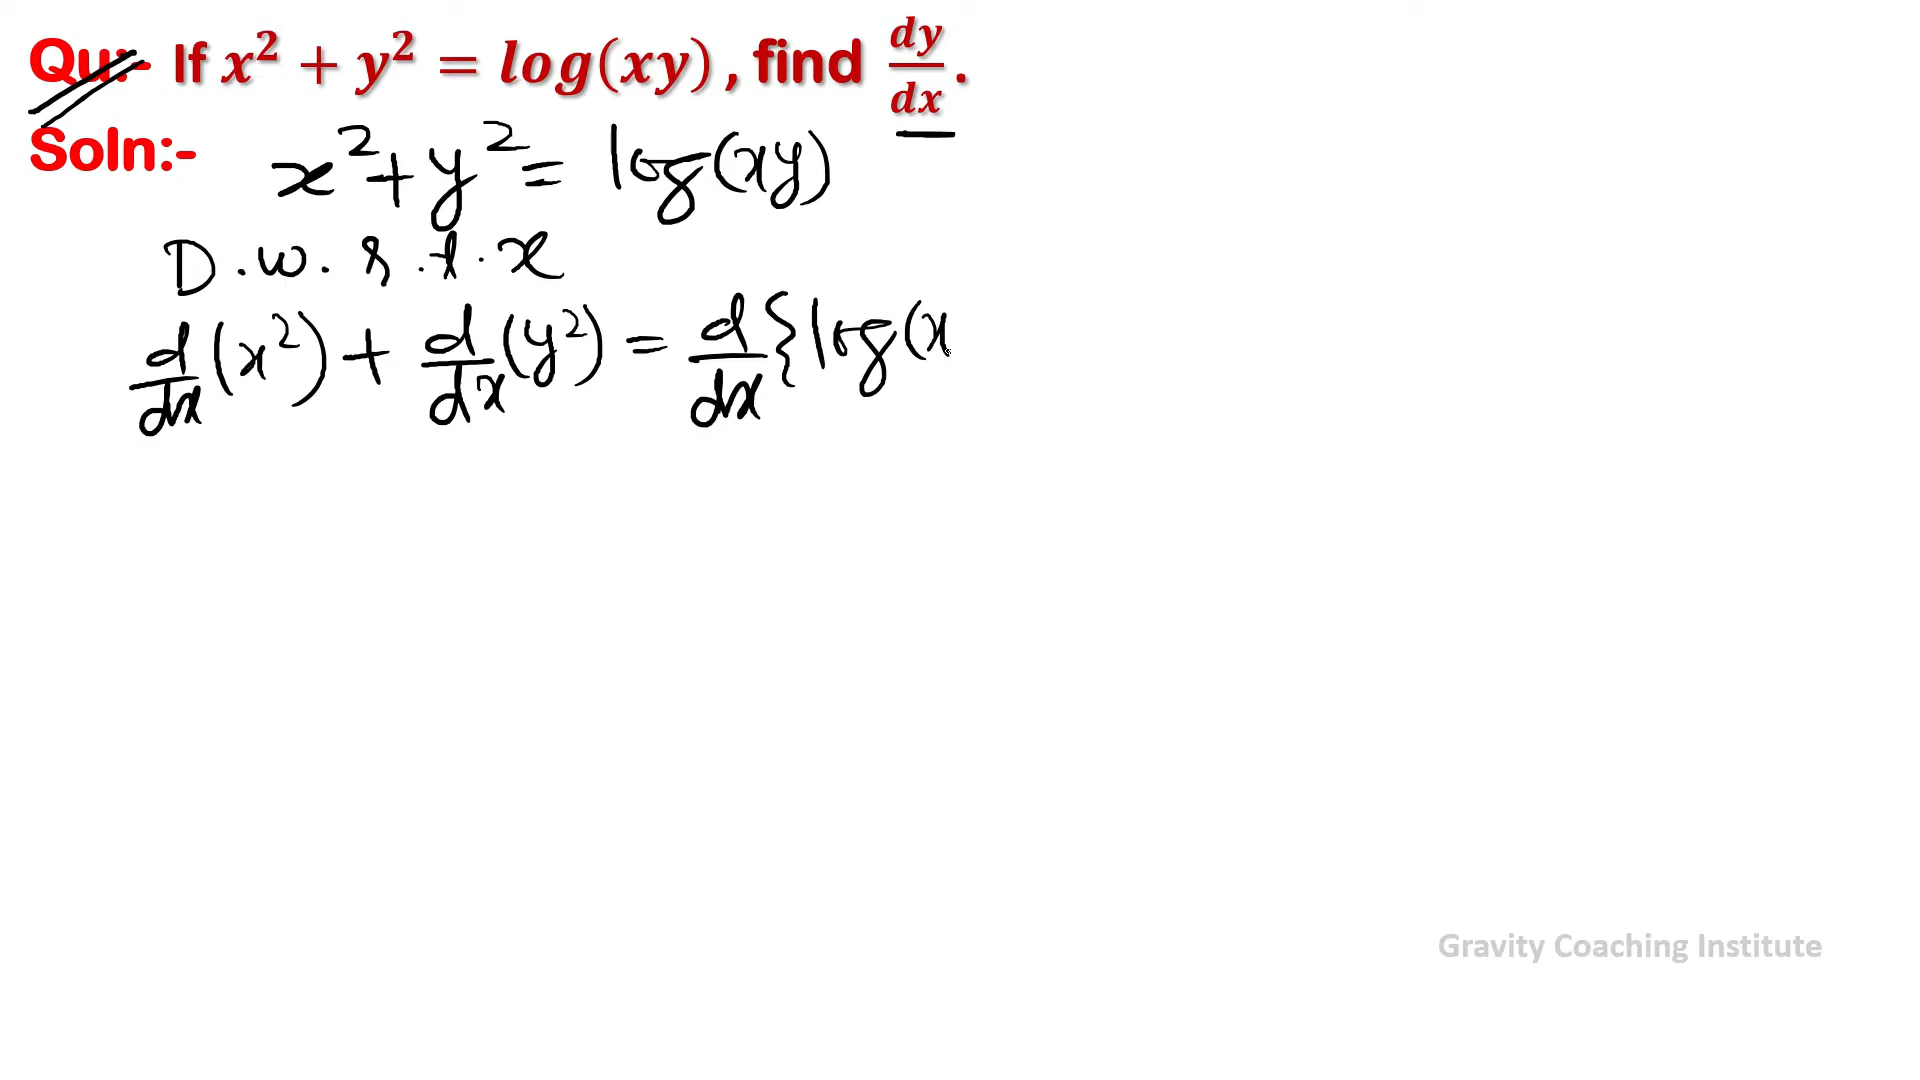 Qu:- If x² + y² = log(xy), find dy/dx.
Soln:- x² + y² = log(xy)
D.w.r.t.x
d/dx (x²) + d/dx (y²) = d/dx {log(x
Gravity Coaching Institute